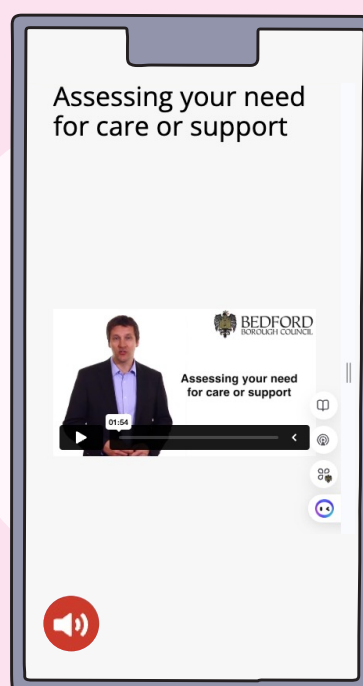 Assessing your need
for care or support
BEDFORD
BOROUGH COUNCIL
Assessing your need
for care or support
01:54